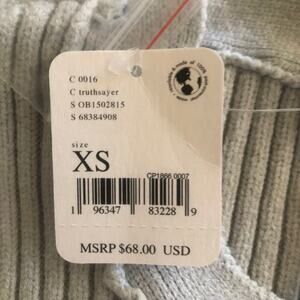 C 0016
C truthsayer
S OB1502815
S 68384908
size
XS
CP1866 0007
1 96347 83228 9
MSRP $68.00 USD